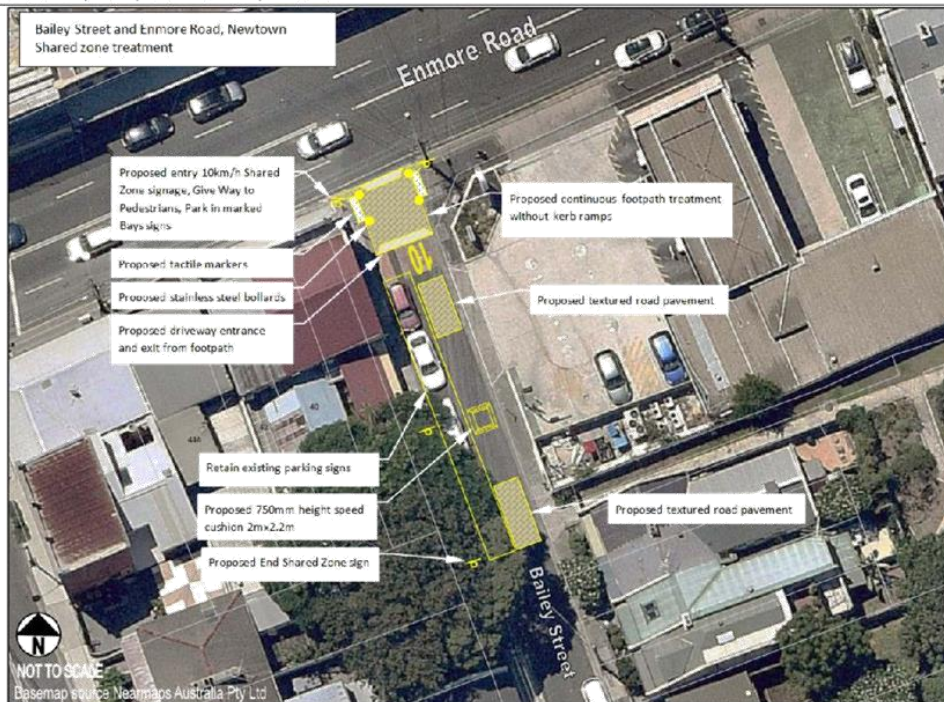 Bailey Street and Enmore Road, Newtown
Shared zone treatment
Enmore Road
Proposed entry 10km/h Shared
Zone signage, Give Way to
Pedestrians, Park in marked
Bays signs
Proposed continuous footpath treatment
without kerb ramps
Proposed tactile markers
10
Proposed stainless steel bollards
Proposed textured road pavement
Proposed driveway entrance
and exit from footpath
40
44A
Retain existing parking signs
Proposed 750mm height speed
cushion 2m×2.2m
Proposed textured road pavement
Proposed End Shared Zone sign
Bailey Street
N
NOT TO SCALE
Basemap source Nearmaps Australia Pty Ltd